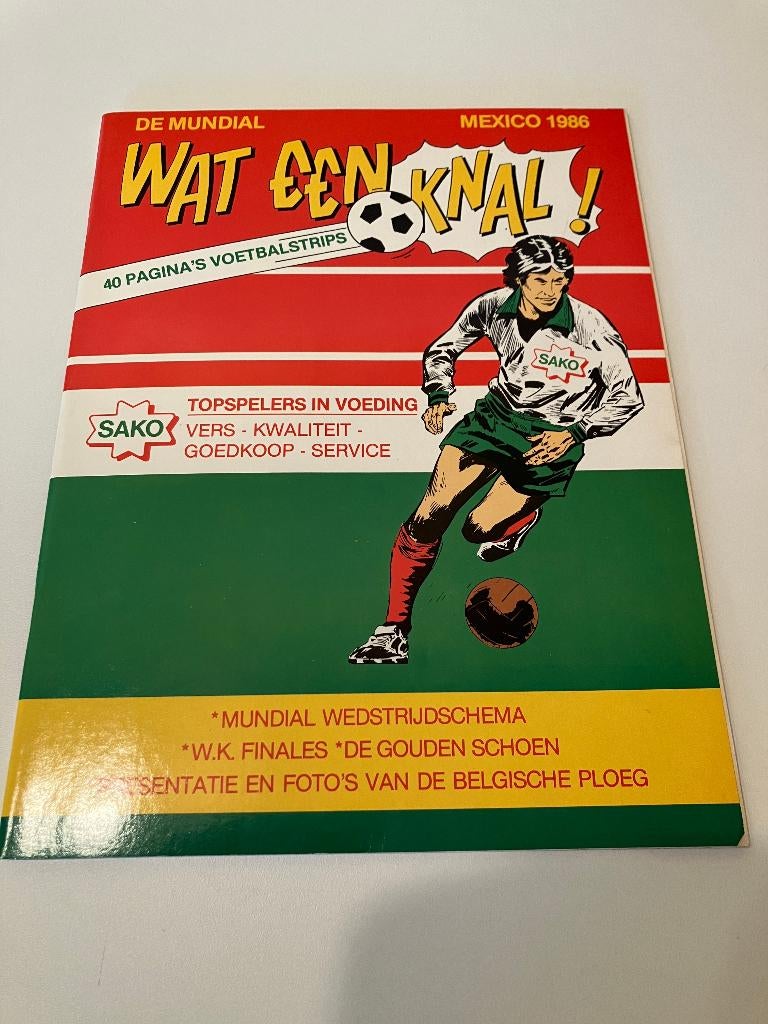 DE MUNDIAL MEXICO 1986
WAT EEN KNAL !
40 PAGINA'S VOETBALSTRIPS
SAKO
SAKO
TOPSPELERS IN VOEDING
VERS - KWALITEIT -
GOEDKOOP - SERVICE
*MUNDIAL WEDSTRIJDSCHEMA
*W.K. FINALES *DE GOUDEN SCHOEN
EN FOTO'S VAN DE BELGISCHE PLOEG